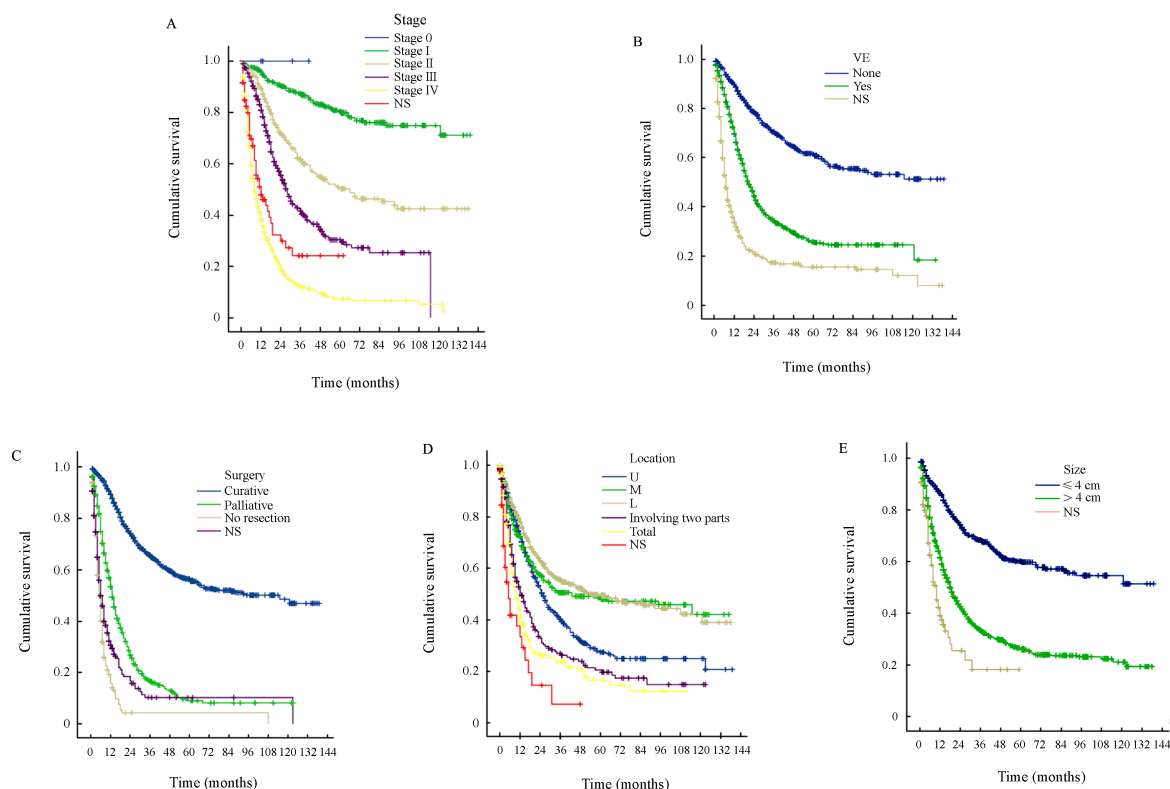 A
Stage
Stage 0
Stage I
Stage II
Stage III
Stage IV
NS
Cumulative survival
1.0
0.8
0.6
0.4
0.2
0
0 12 24 36 48 60 72 84 96 108 120 132 144
Time (months)
B
VE
None
Yes
NS
Cumulative survival
1.0
0.8
0.6
0.4
0.2
0
0 12 24 36 48 60 72 84 96 108 120 132 144
Time (months)
C
Surgery
Curative
Palliative
No resection
NS
Cumulative survival
1.0
0.8
0.6
0.4
0.2
0
0 12 24 36 48 60 72 84 96 108 120 132 144
Time (months)
D
Location
U
M
L
Involving two parts
Total
NS
Cumulative survival
1.0
0.8
0.6
0.4
0.2
0
0 12 24 36 48 60 72 84 96 108 120 132 144
Time (months)
E
Size
⩽ 4 cm
> 4 cm
NS
Cumulative survival
1.0
0.8
0.6
0.4
0.2
0
0 12 24 36 48 60 72 84 96 108 120 132 144
Time (months)